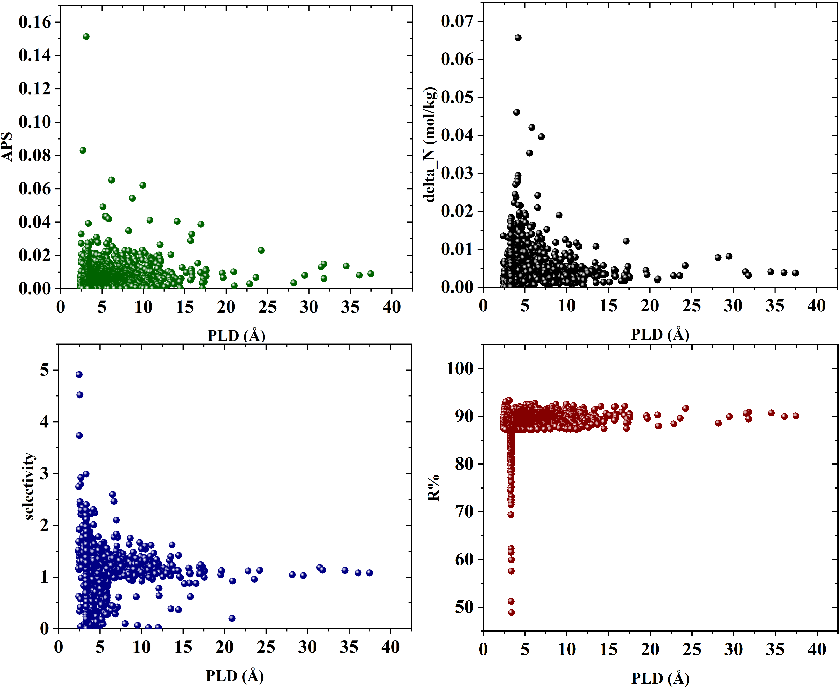 0.16
0.14
0.12
0.10
0.08
0.06
0.04
0.02
0.00
APS
0 5 10 15 20 25 30 35 40
PLD (Å)
0.07
0.06
0.05
0.04
0.03
0.02
0.01
0.00
delta_N (mol/kg)
0 5 10 15 20 25 30 35 40
PLD (Å)
5
4
3
2
1
0
selectivity
0 5 10 15 20 25 30 35 40
PLD (Å)
100
90
80
70
60
50
R%
0 5 10 15 20 25 30 35 40
PLD (Å)